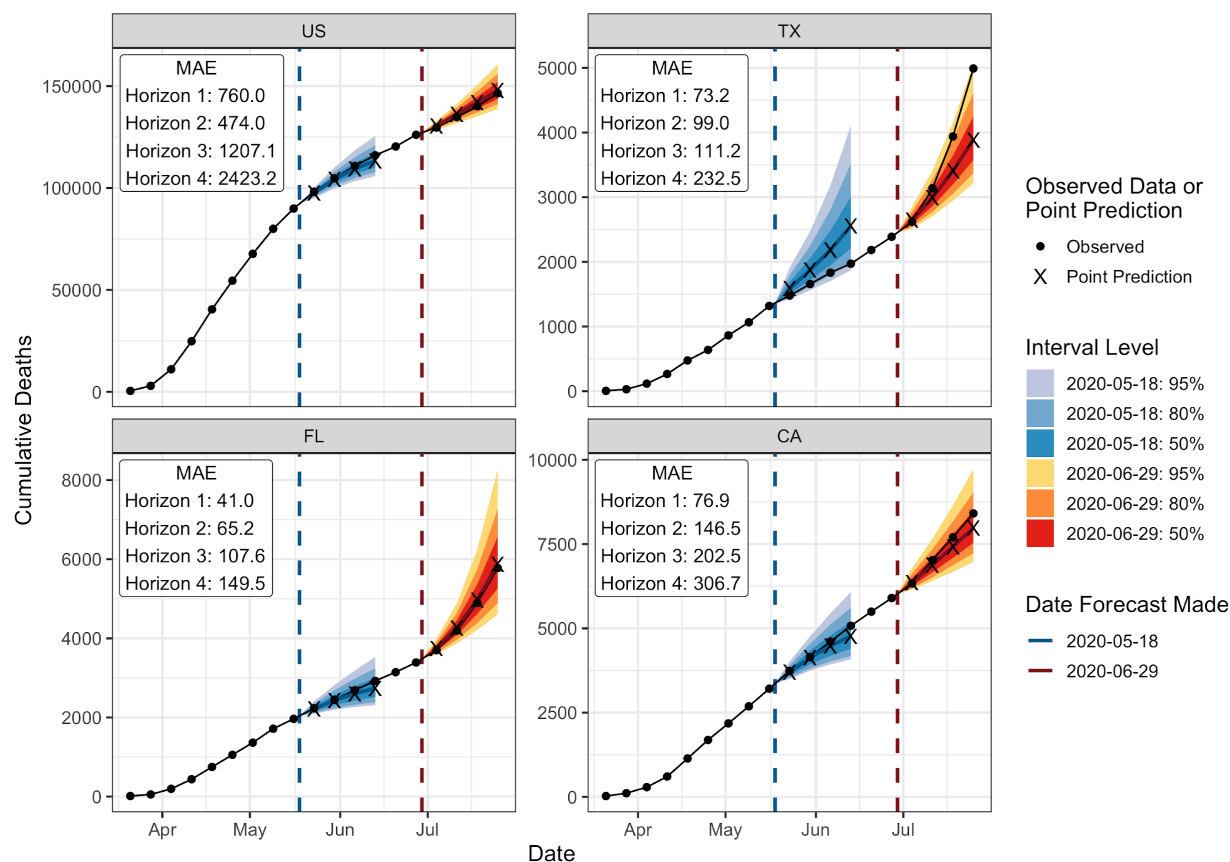 US
MAE
Horizon 1: 760.0
Horizon 2: 474.0
Horizon 3: 1207.1
Horizon 4: 2423.2
150000
100000
50000
0
TX
MAE
Horizon 1: 73.2
Horizon 2: 99.0
Horizon 3: 111.2
Horizon 4: 232.5
5000
4000
3000
2000
1000
0
FL
MAE
Horizon 1: 41.0
Horizon 2: 65.2
Horizon 3: 107.6
Horizon 4: 149.5
8000
6000
4000
2000
0
Apr
May
Jun
Jul
CA
MAE
Horizon 1: 76.9
Horizon 2: 146.5
Horizon 3: 202.5
Horizon 4: 306.7
10000
7500
5000
2500
0
Apr
May
Jun
Jul
Cumulative Deaths
Date
Observed Data or
Point Prediction
Observed
X Point Prediction
Interval Level
2020-05-18: 95%
2020-05-18: 80%
2020-05-18: 50%
2020-06-29: 95%
2020-06-29: 80%
2020-06-29: 50%
Date Forecast Made
2020-05-18
2020-06-29